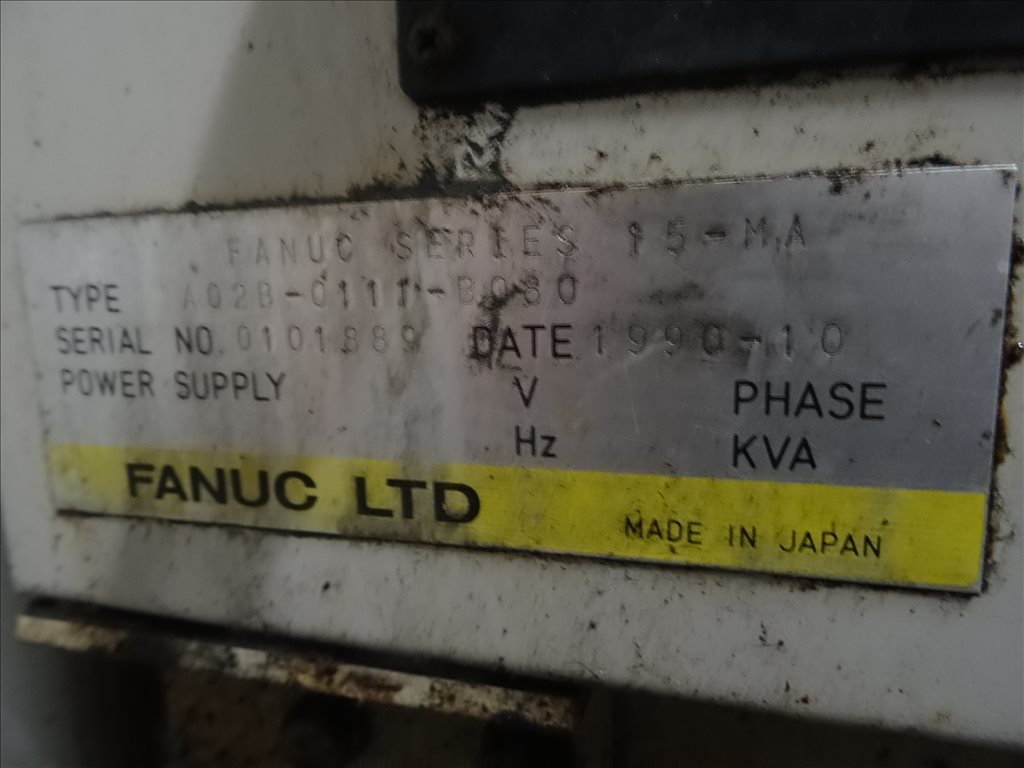 FANUC SERIES 15-MA
TYPE A02B-0111-B080
SERIAL NO. 0101889 DATE 1990-10
POWER SUPPLY V PHASE
Hz KVA
FANUC LTD
MADE IN JAPAN